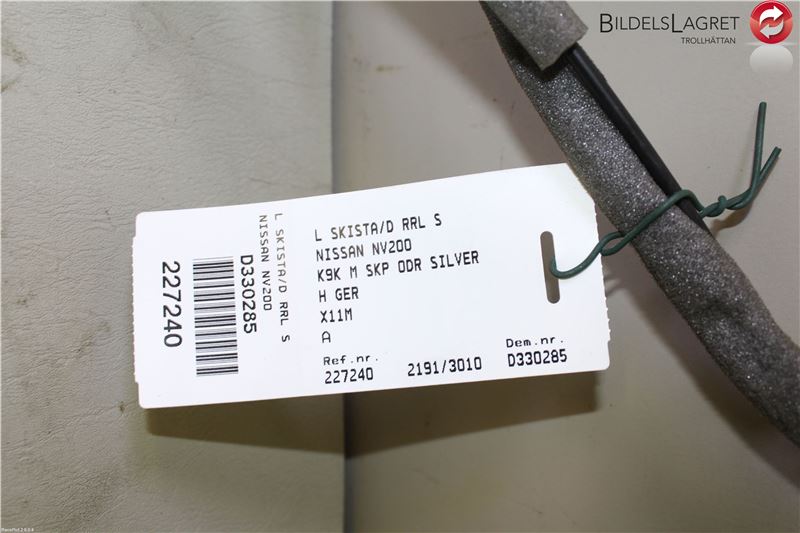 BILDELSLAGRET
TROLLHÄTTAN
L SKISTA/D RRL S
NISSAN NV200
K9K M SKP ODR SILVER
H GER
X11M
A
Ref.nr.
Dem.nr.
227240 2191/3010 D330285
L SKISTA/D RRL S
NISSAN NV200
D330285
227240